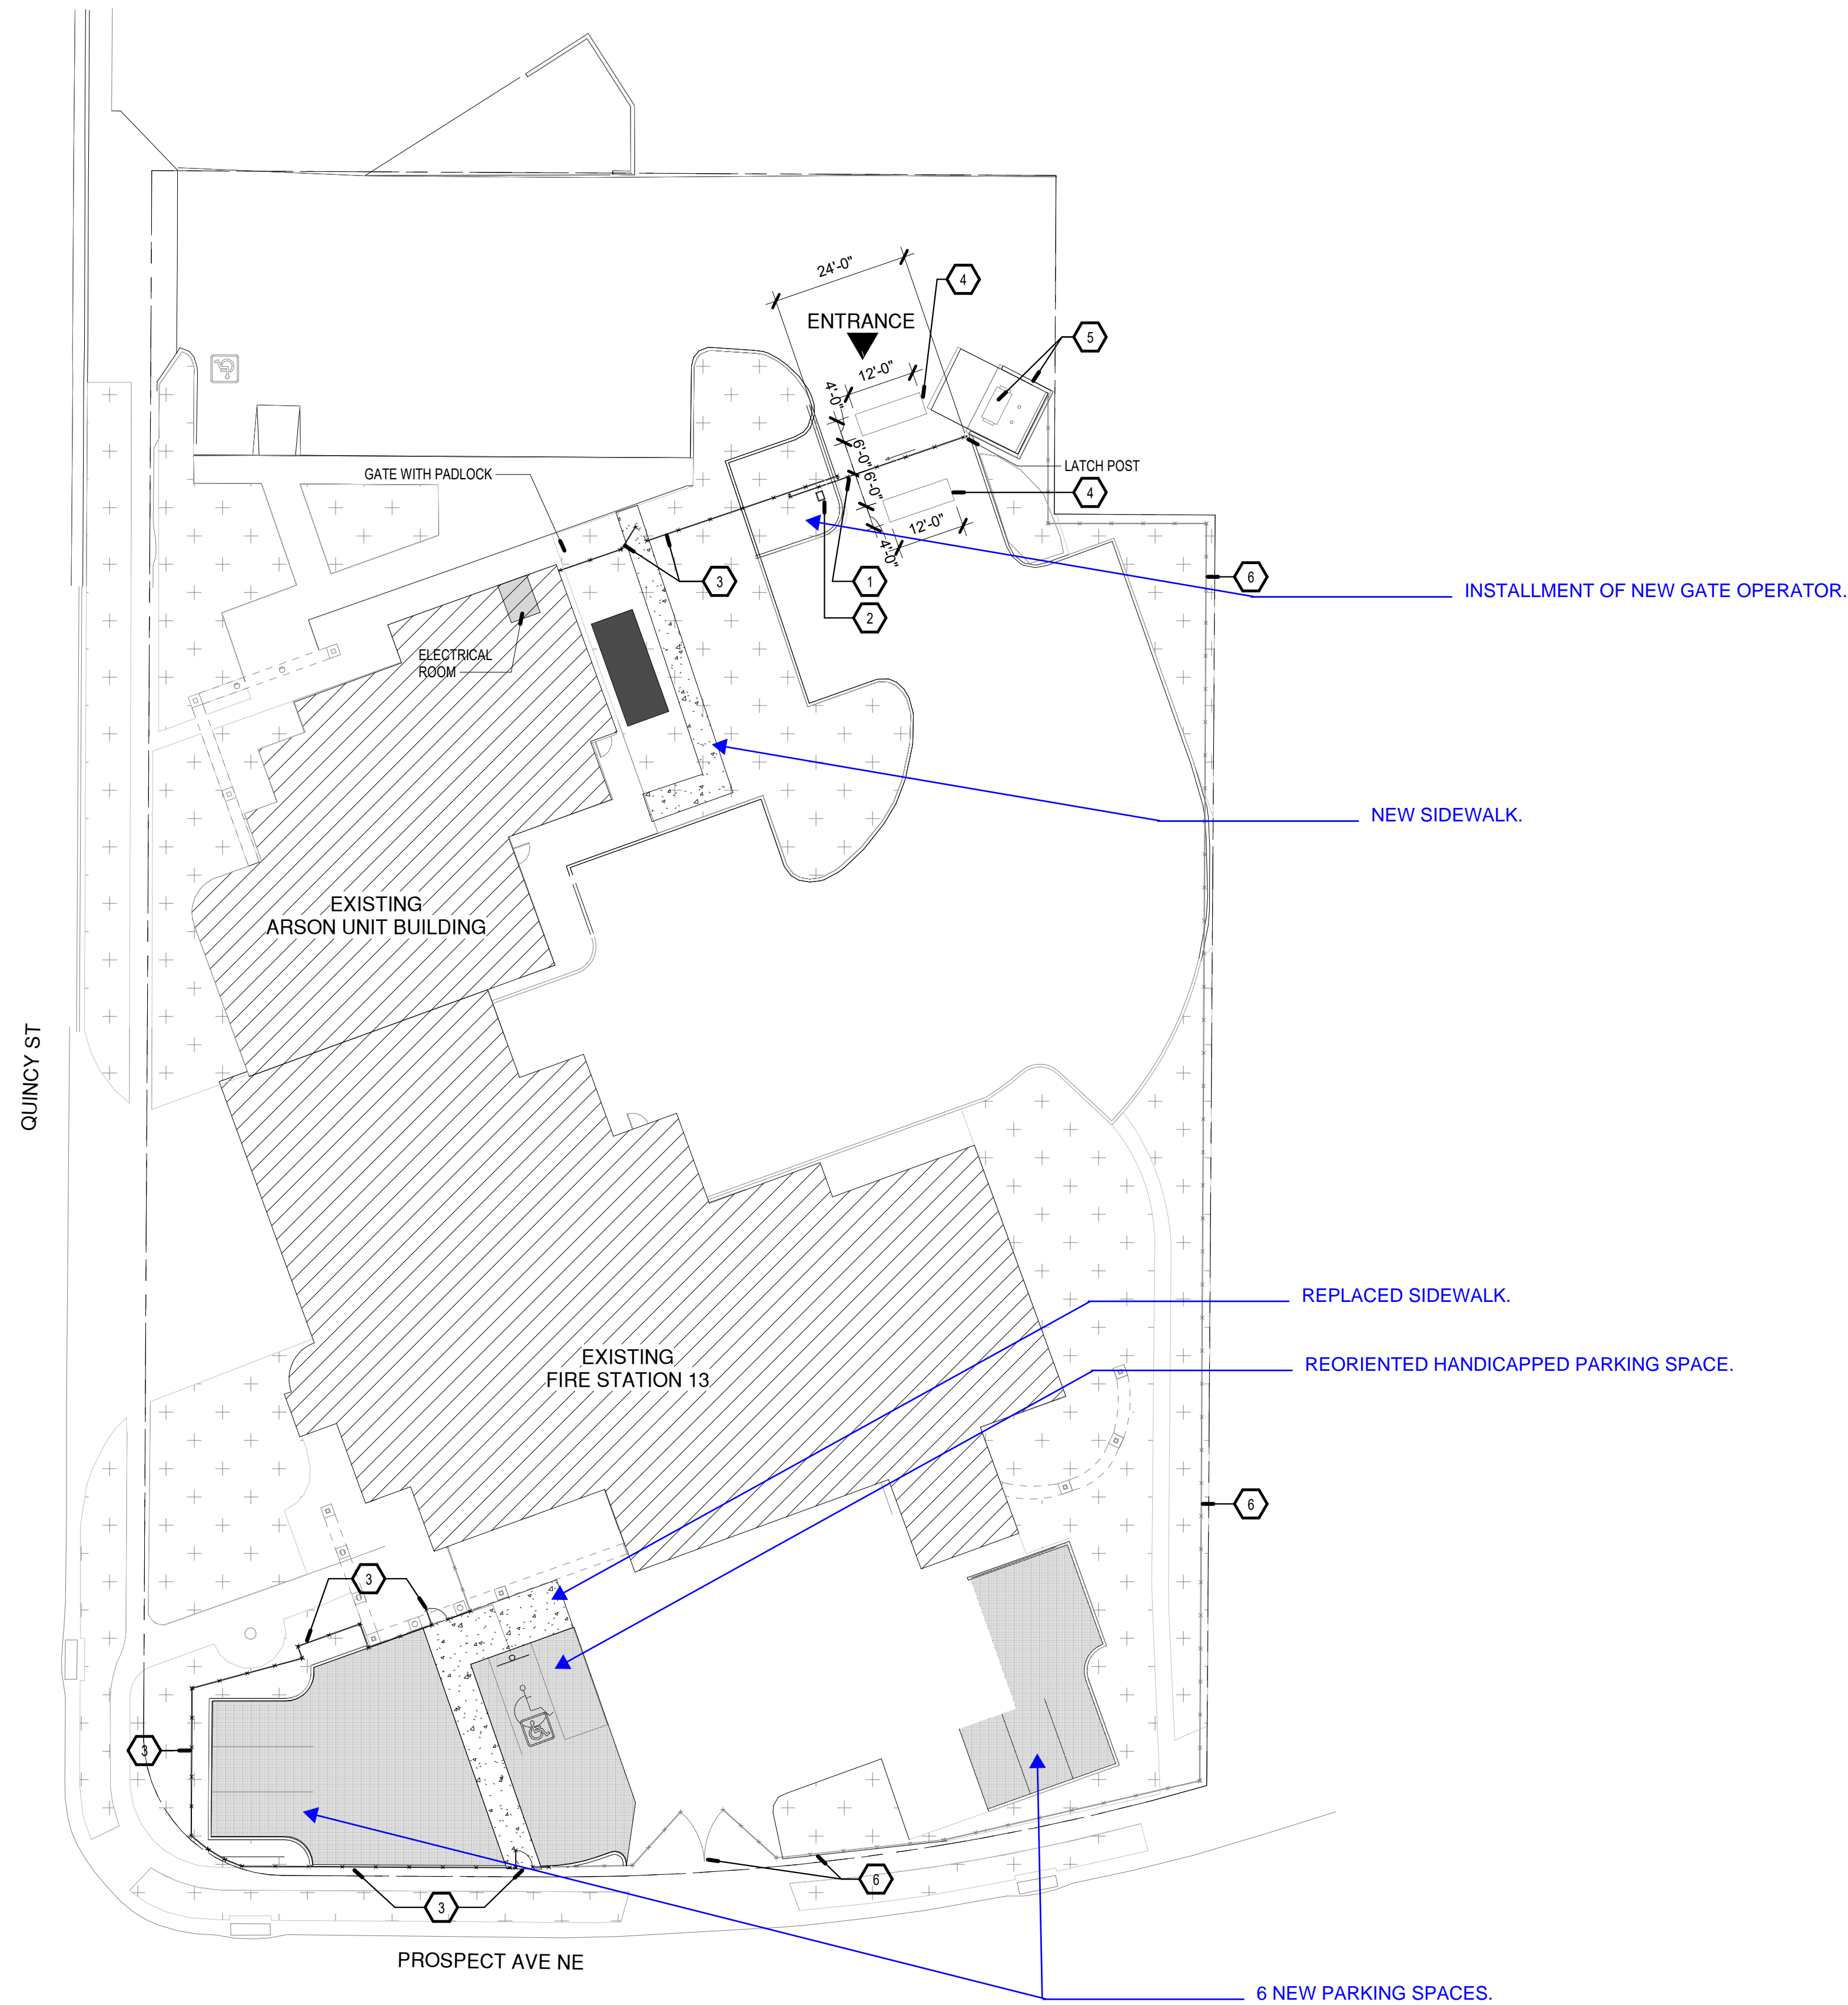 24'-0"
4
ENTRANCE
5
12'-0"
4'-0"
6'-0"
6'-0"
GATE WITH PADLOCK
LATCH POST
4
12'-0"
4'-0"
3
1
6
2
INSTALLMENT OF NEW GATE OPERATOR.
ELECTRICAL
ROOM
NEW SIDEWALK.
EXISTING
ARSON UNIT BUILDING
QUINCY ST
REPLACED SIDEWALK.
EXISTING
FIRE STATION 13
REORIENTED HANDICAPPED PARKING SPACE.
6
3
3
6
3
PROSPECT AVE NE
6 NEW PARKING SPACES.